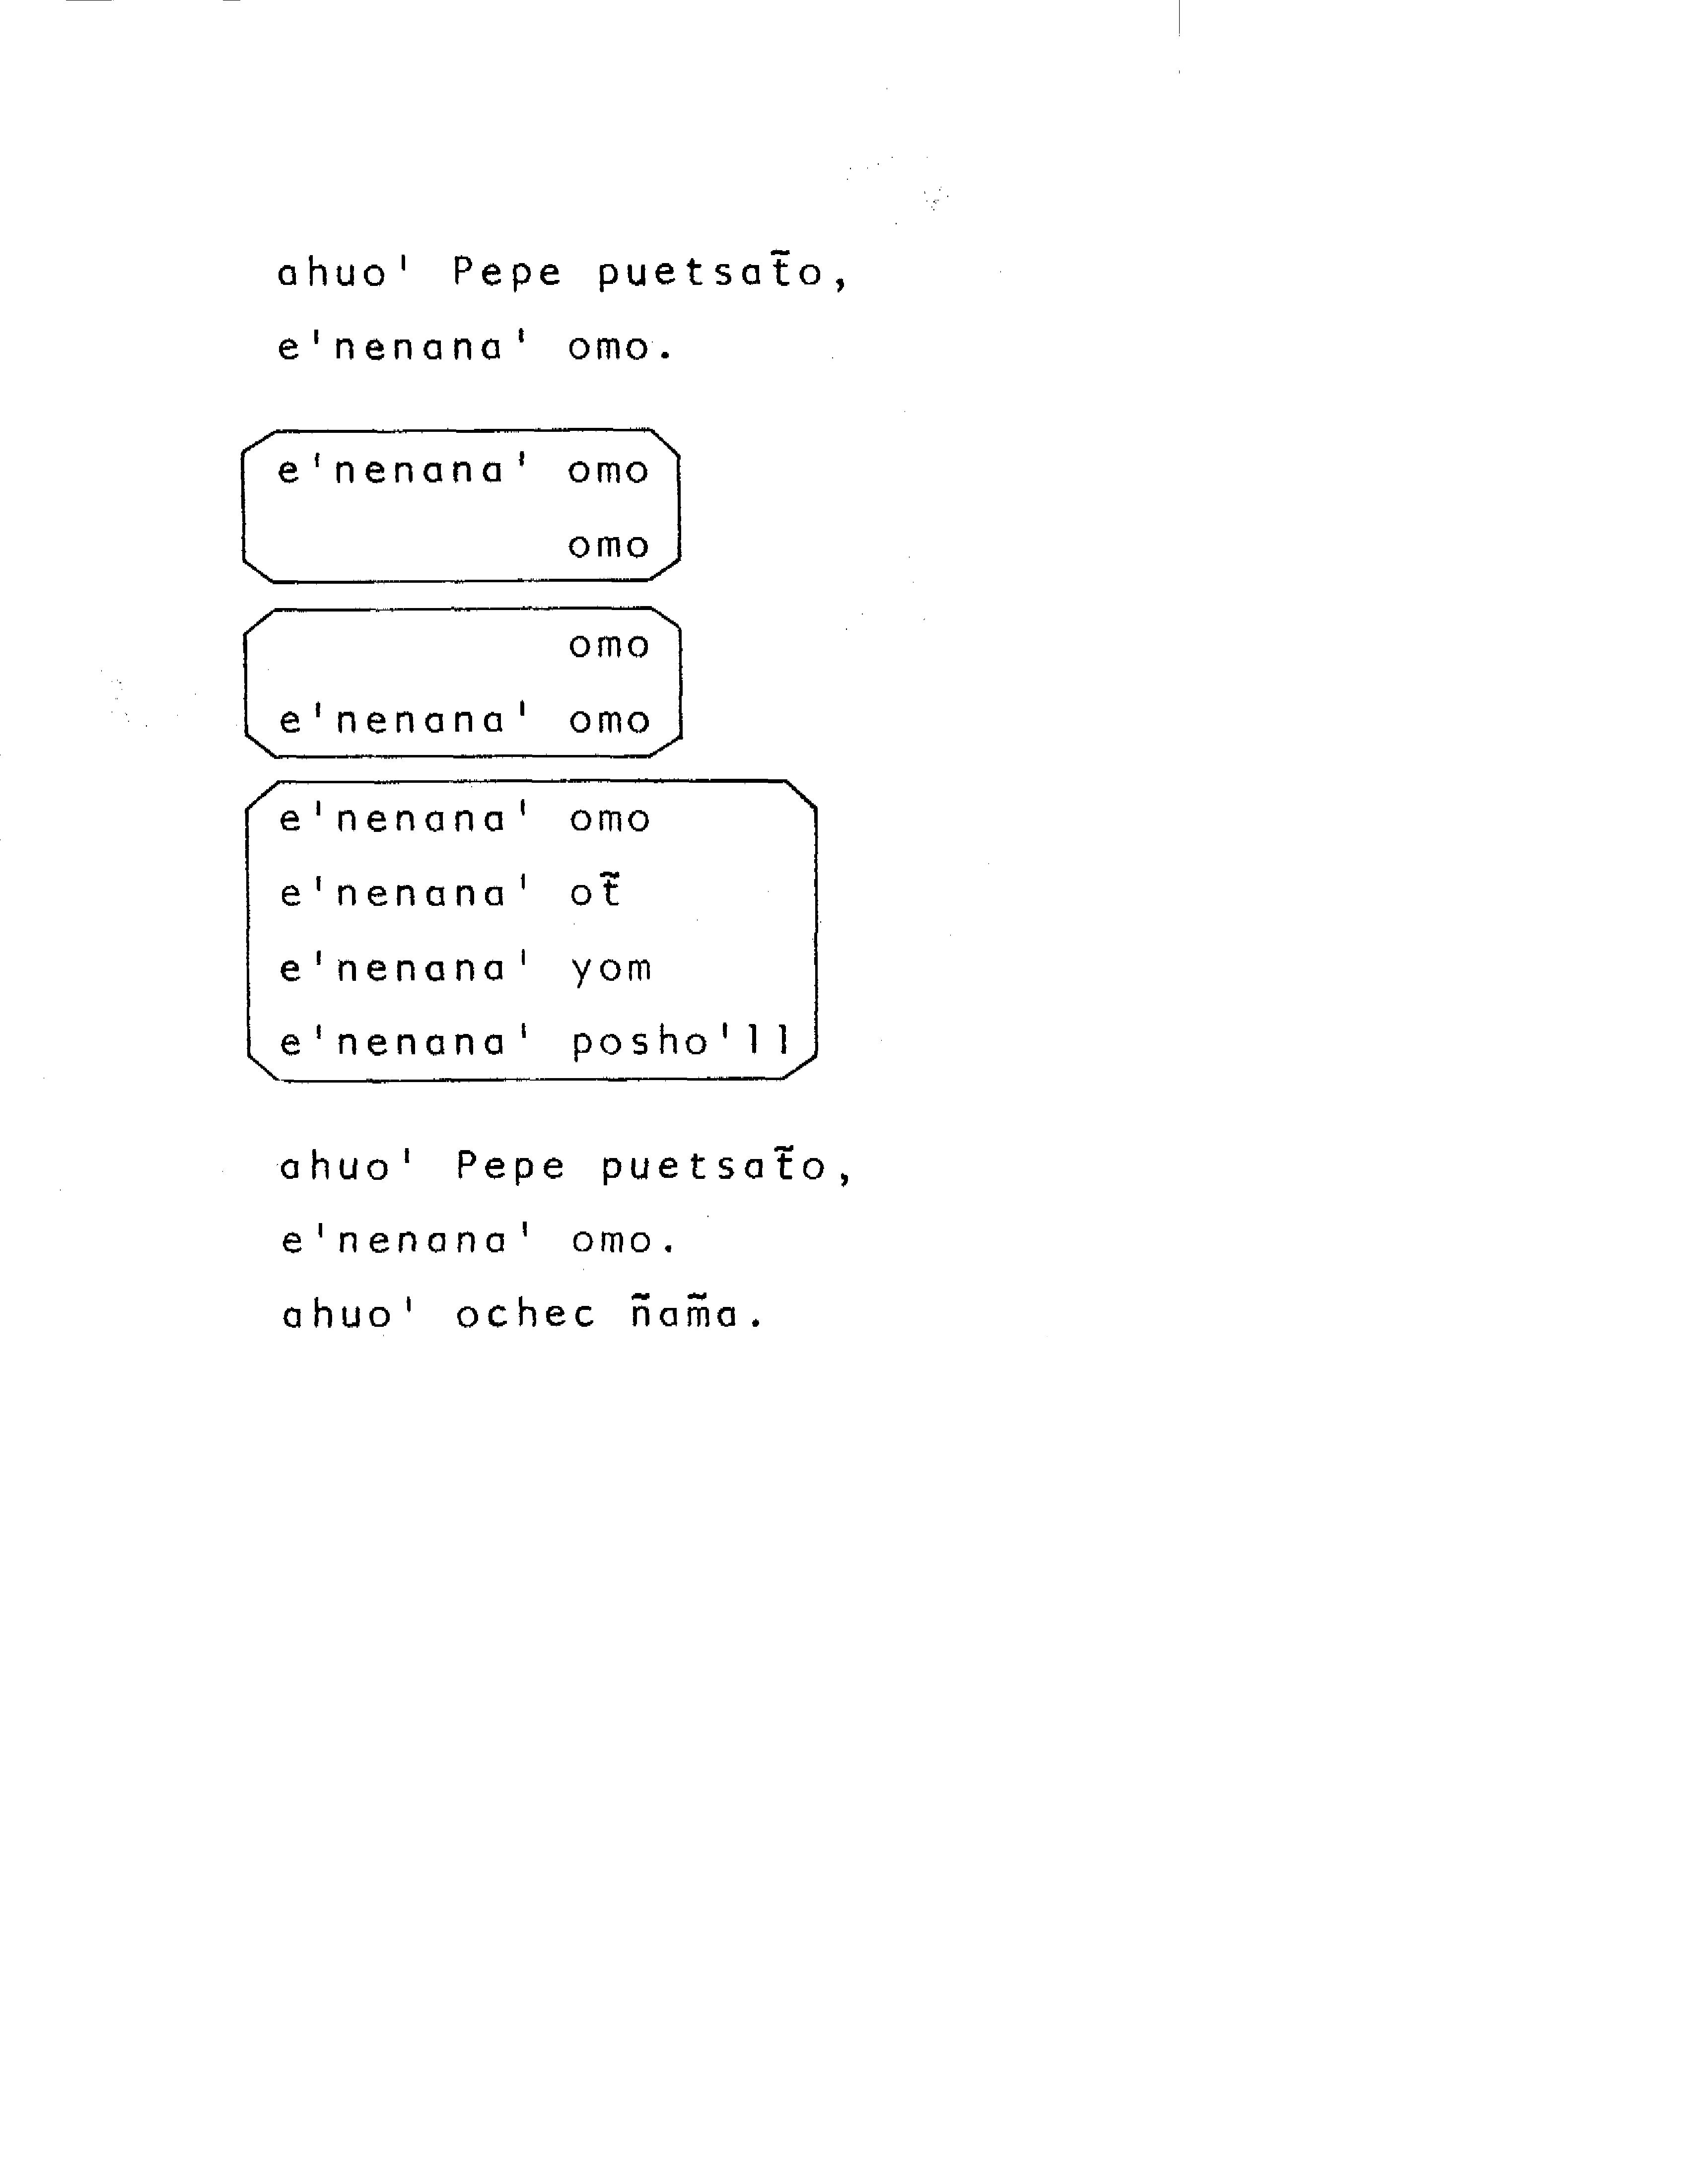 ahuo' Pepe puetsat̃o,
e'nenana' omo.
e'nenana' omo
omo
omo
e'nenana' omo
e'nenana' omo
e'nenana' ot̃
e'nenana' yom
e'nenana' posho'll
ahuo' Pepe puetsat̃o,
e'nenana' omo.
ahuo' ochec ñam̃a.